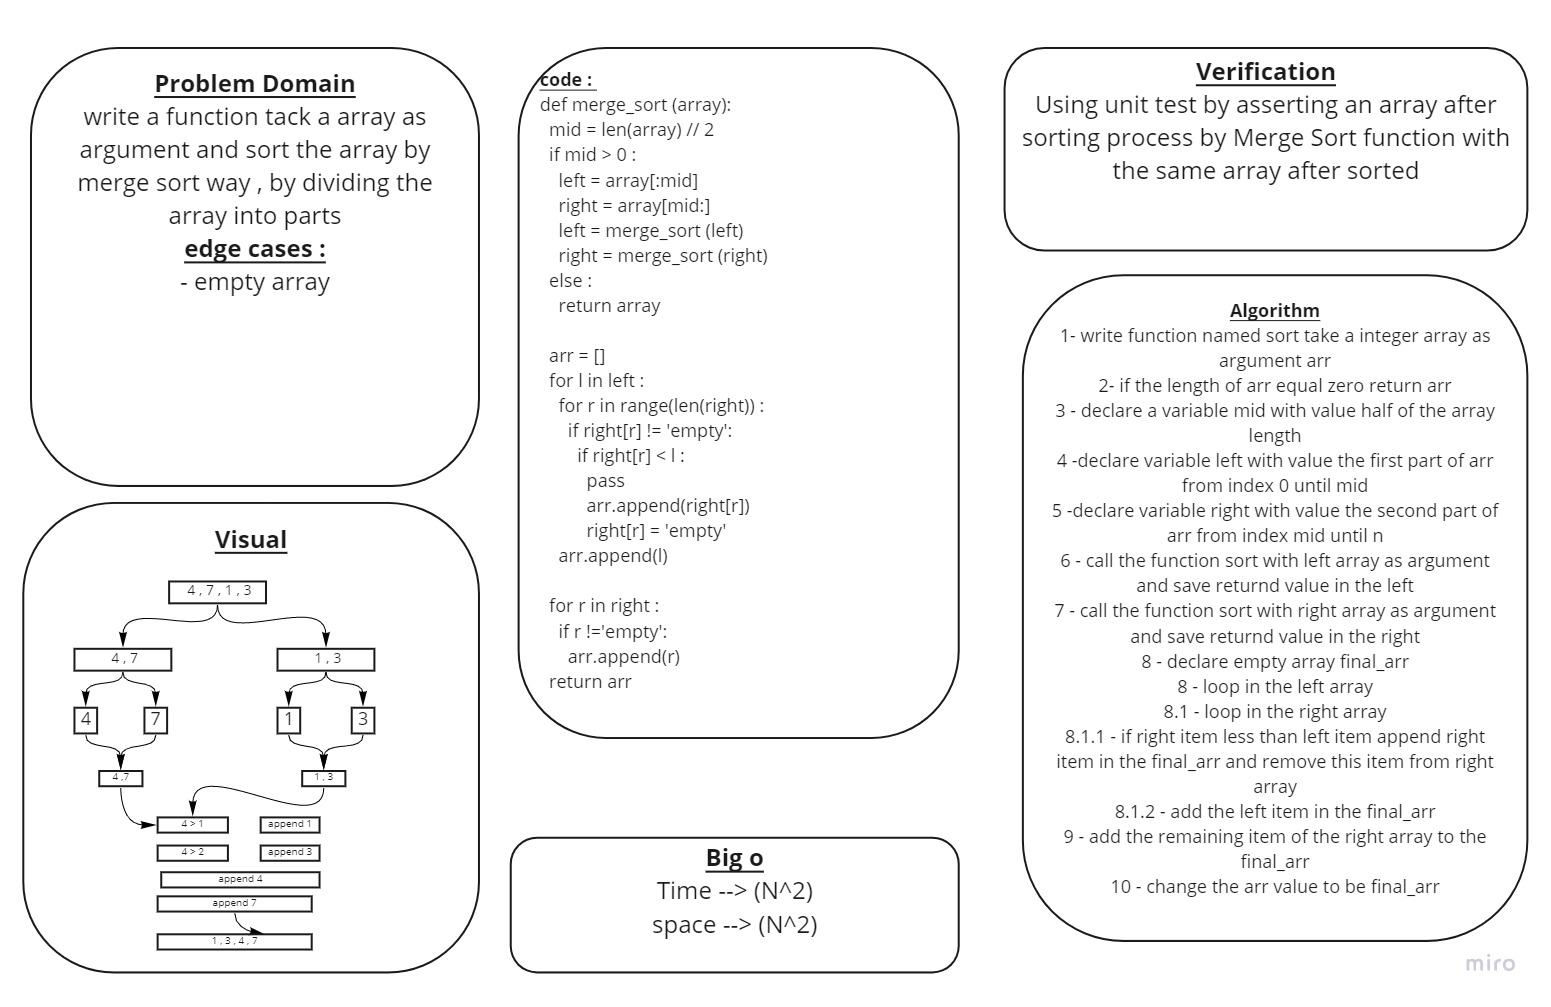 Problem Domain
write a function tack a array as
argument and sort the array by
merge sort way , by dividing the
array into parts
edge cases :
- empty array
Visual
4 , 7 , 1 , 3
4 , 7
1 , 3
4
7
1
3
4 ,7
1 , 3
4 > 1
append 1
4 > 2
append 3
append 4
append 7
1 , 3 , 4 , 7
code :
def merge_sort (array):
mid = len(array) // 2
if mid > 0 :
left = array[:mid]
right = array[mid:]
left = merge_sort (left)
right = merge_sort (right)
else :
return array
arr = []
for l in left :
for r in range(len(right)) :
if right[r] != 'empty':
if right[r] < l :
pass
arr.append(right[r])
right[r] = 'empty'
arr.append(l)
for r in right :
if r !='empty':
arr.append(r)
return arr
Big o
Time --> (N^2)
space --> (N^2)
Verification
Using unit test by asserting an array after
sorting process by Merge Sort function with
the same array after sorted
Algorithm
1- write function named sort take a integer array as
argument arr
2- if the length of arr equal zero return arr
3 - declare a variable mid with value half of the array
length
4 -declare variable left with value the first part of arr
from index 0 until mid
5 -declare variable right with value the second part of
arr from index mid until n
6 - call the function sort with left array as argument
and save returnd value in the left
7 - call the function sort with right array as argument
and save returnd value in the right
8 - declare empty array final_arr
8 - loop in the left array
8.1 - loop in the right array
8.1.1 - if right item less than left item append right
item in the final_arr and remove this item from right
array
8.1.2 - add the left item in the final_arr
9 - add the remaining item of the right array to the
final_arr
10 - change the arr value to be final_arr
miro